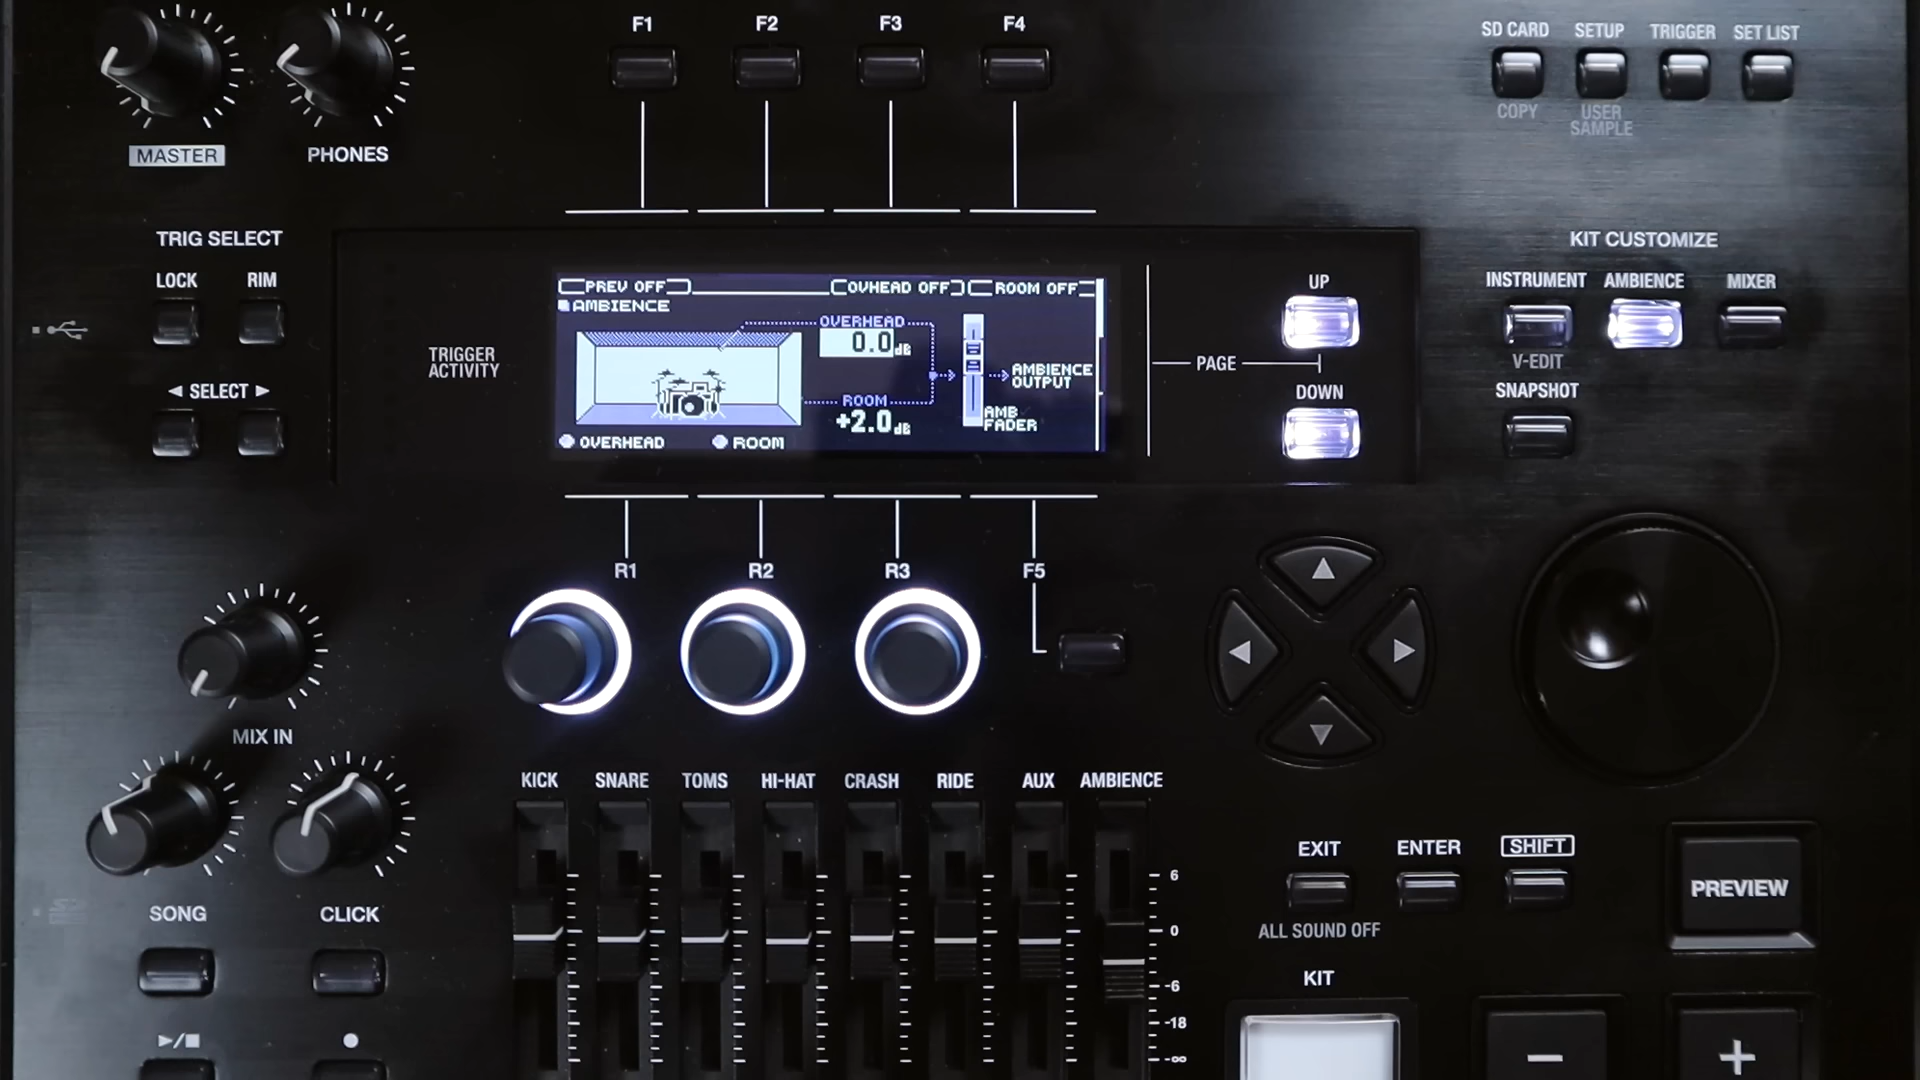 F1 F2 F3 F4
SD CARD SETUP TRIGGER SET LIST
COPY USER SAMPLE
MASTER PHONES
TRIG SELECT
LOCK RIM
◄ SELECT ►
TRIGGER
ACTIVITY
PREV OFF OVHEAD OFF ROOM OFF
AMBIENCE
OVERHEAD
0.0dB
ROOM
+2.0dB
AMBIENCE
OUTPUT
AMB
FADER
OVERHEAD ROOM
UP
PAGE
DOWN
KIT CUSTOMIZE
INSTRUMENT AMBIENCE MIXER
V-EDIT
SNAPSHOT
R1 R2 R3 F5
MIX IN
SONG CLICK
KICK SNARE TOMS HI-HAT CRASH RIDE AUX AMBIENCE
6
0
-6
-18
-∞
EXIT ENTER SHIFT
ALL SOUND OFF
PREVIEW
KIT
− +